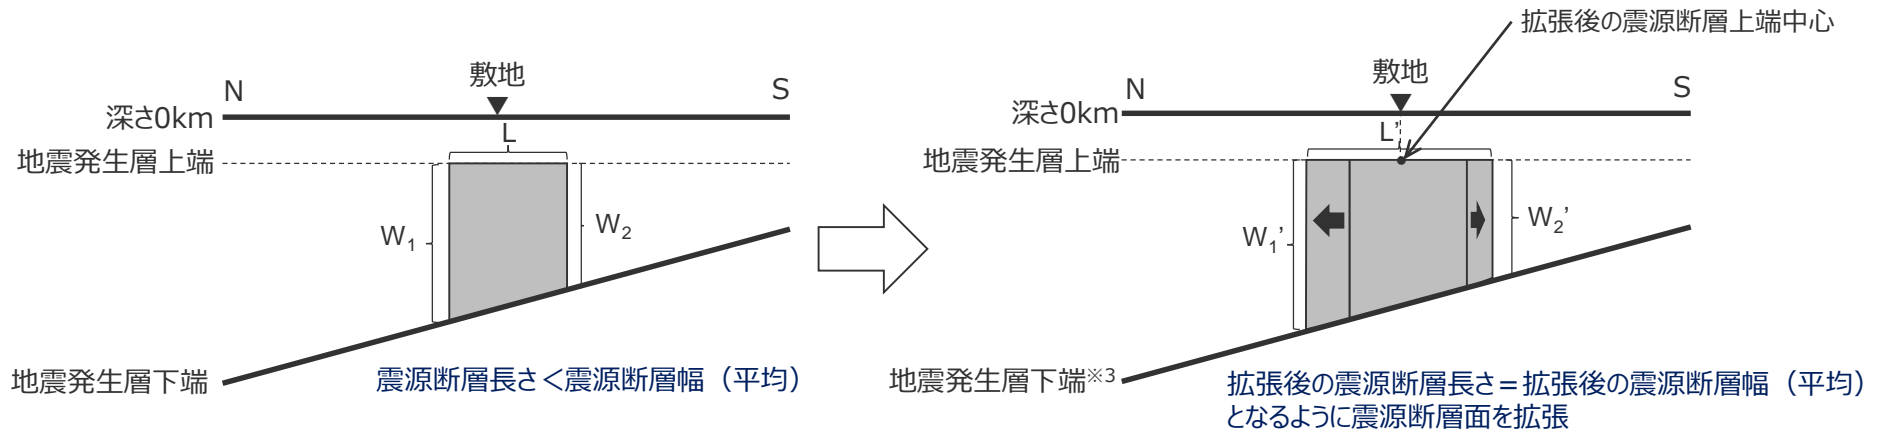 拡張後の震源断層上端中心
敷地
N
S
深さ0km
L
地震発生層上端
W1
W2
地震発生層下端
震源断層長さ<震源断層幅（平均）
敷地
N
S
深さ0km
L’
地震発生層上端
W1’
W2’
地震発生層下端※3
拡張後の震源断層長さ=拡張後の震源断層幅（平均）
となるように震源断層面を拡張